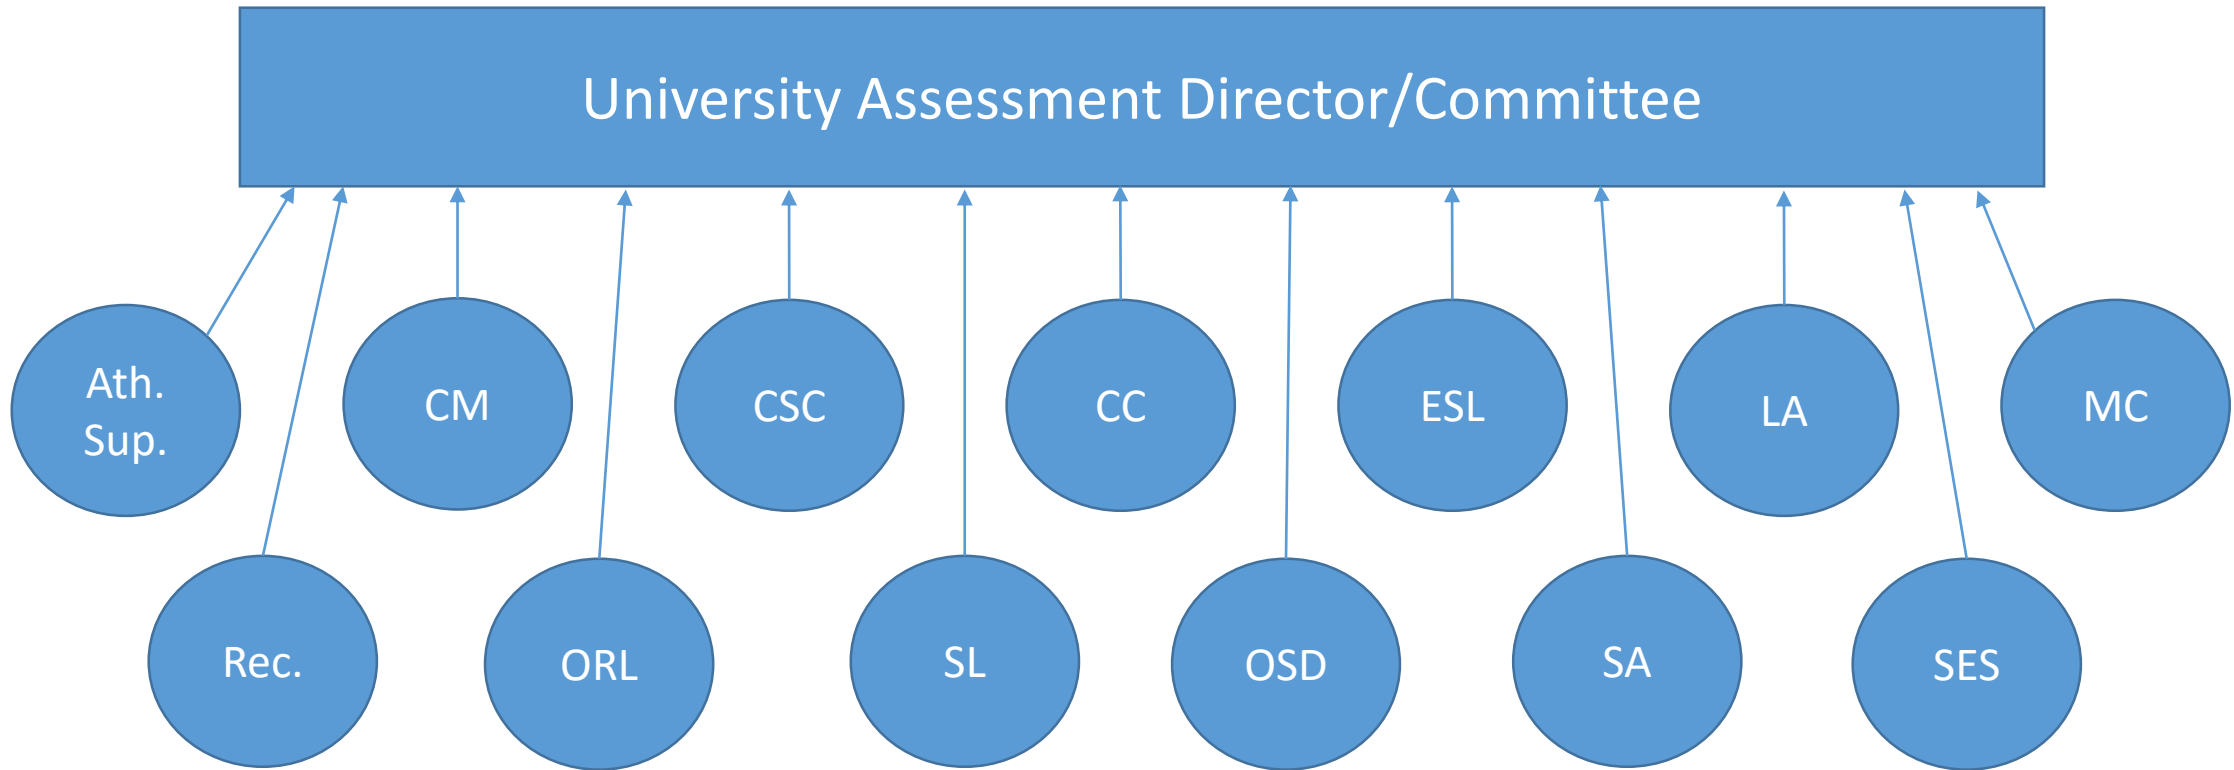 University Assessment Director/Committee
Ath.
Sup.
CM
CSC
CC
ESL
LA
MC
Rec.
ORL
SL
OSD
SA
SES